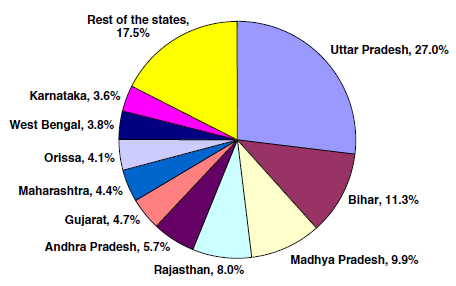 Rest of the states,
17.5%
Uttar Pradesh, 27.0%
Karnataka, 3.6%
West Bengal, 3.8%
Orissa, 4.1%
Maharashtra, 4.4%
Gujarat, 4.7%
Andhra Pradesh, 5.7%
Rajasthan, 8.0%
Madhya Pradesh, 9.9%
Bihar, 11.3%